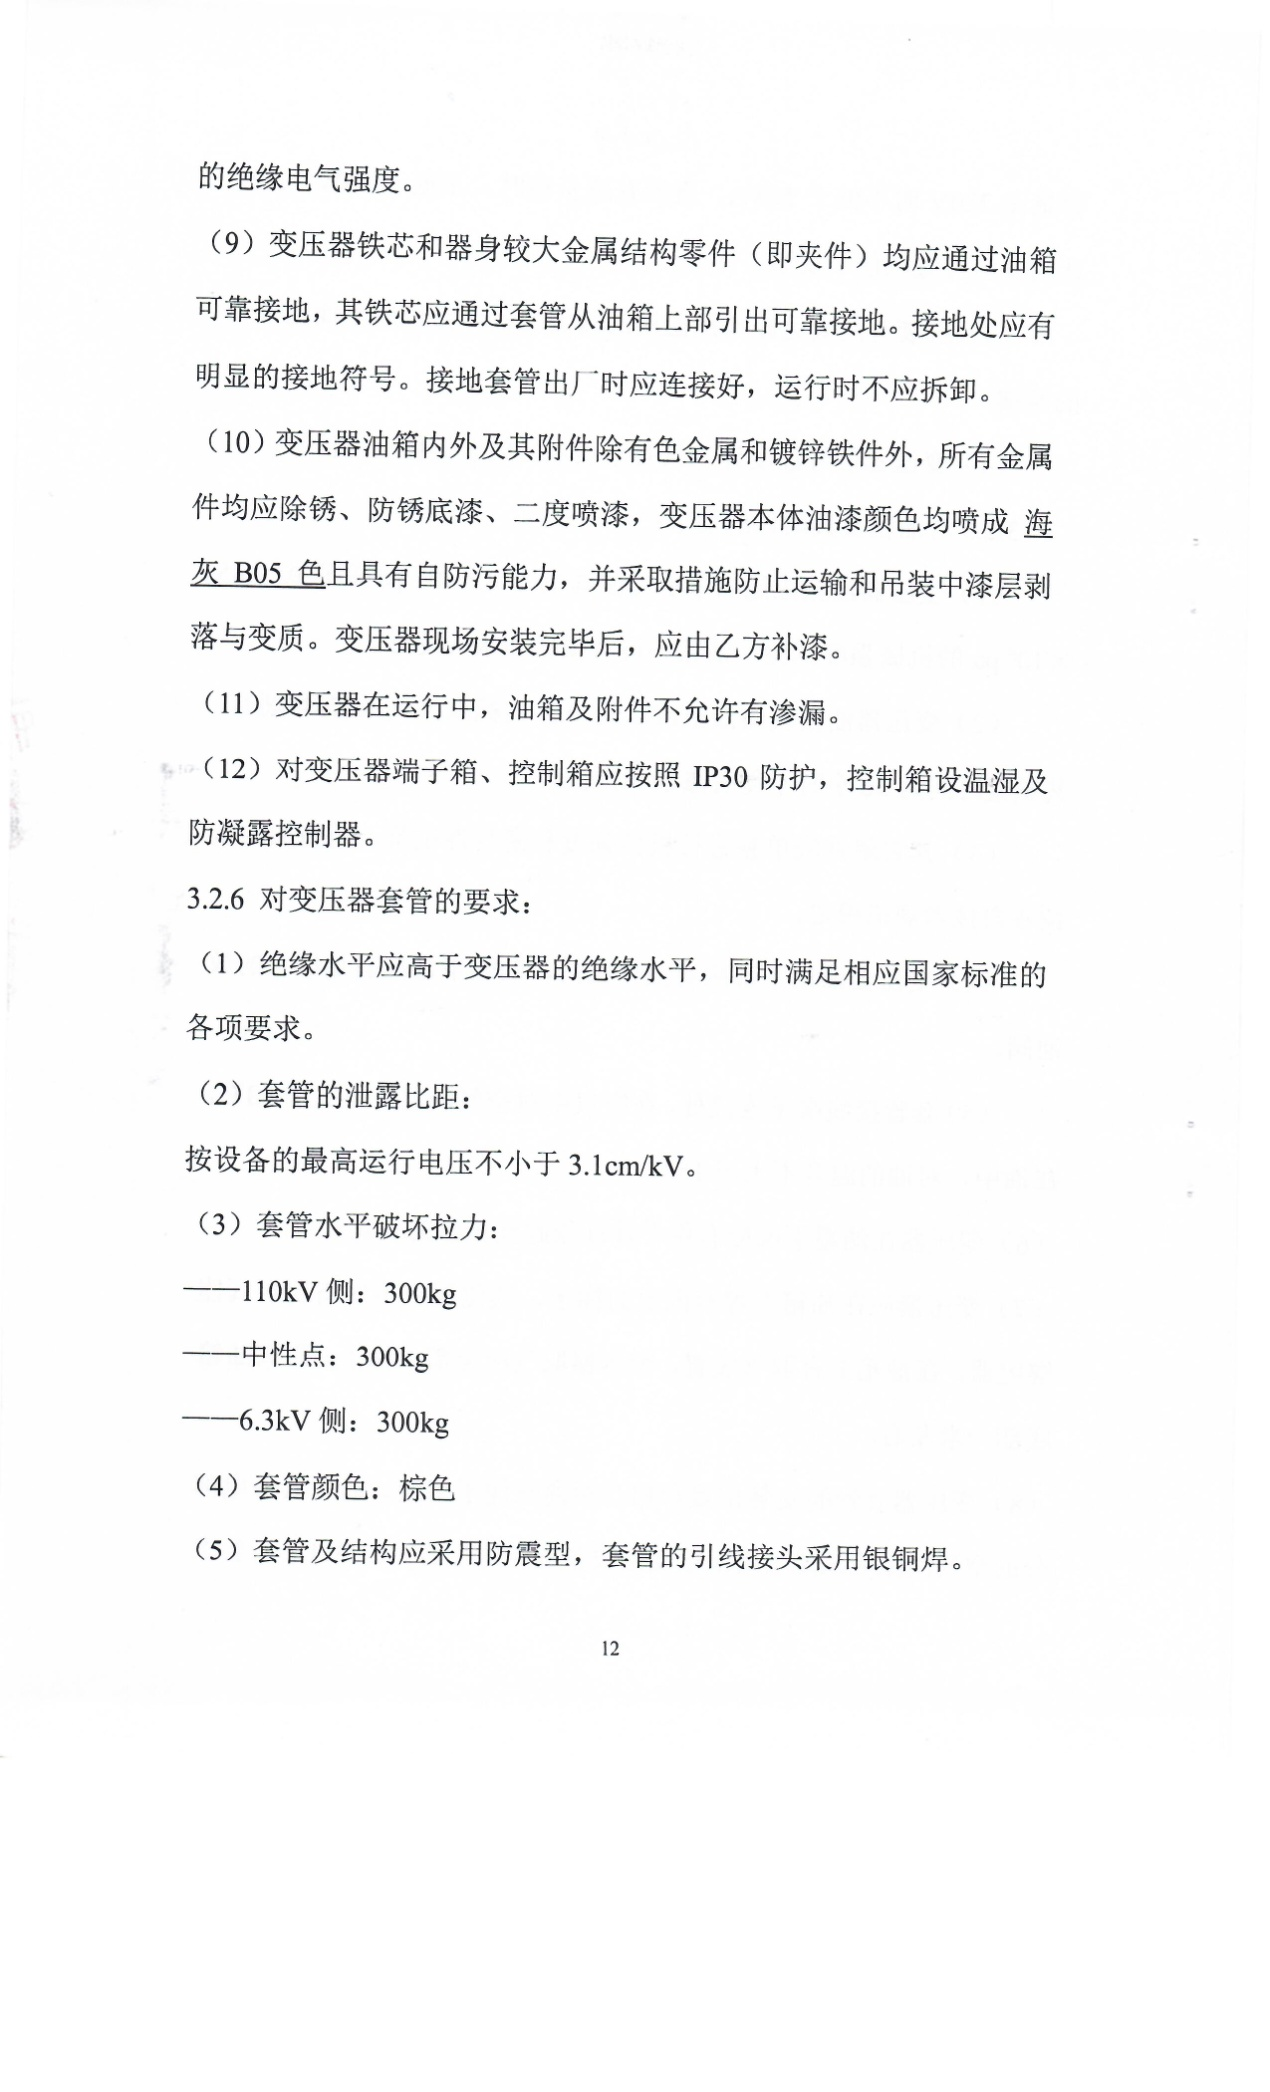 的绝缘电气强度。
（9）变压器铁芯和器身较大金属结构零件（即夹件）均应通过油箱
可靠接地，其铁芯应通过套管从油箱上部引出可靠接地。接地处应有
明显的接地符号。接地套管出厂时应连接好，运行时不应拆卸。
（10）变压器油箱内外及其附件除有色金属和镀锌铁件外，所有金属
件均应除锈、防锈底漆、二度喷漆，变压器本体油漆颜色均喷成 海
灰 B05 色且具有自防污能力，并采取措施防止运输和吊装中漆层剥
落与变质。变压器现场安装完毕后，应由乙方补漆。
（11）变压器在运行中，油箱及附件不允许有渗漏。
（12）对变压器端子箱、控制箱应按照 IP30 防护，控制箱设温湿及
防凝露控制器。
3.2.6 对变压器套管的要求：
（1）绝缘水平应高于变压器的绝缘水平，同时满足相应国家标准的
各项要求。
（2）套管的泄露比距：
按设备的最高运行电压不小于 3.1cm/kV。
（3）套管水平破坏拉力：
——110kV 侧：300kg
——中性点：300kg
——6.3kV 侧：300kg
（4）套管颜色：棕色
（5）套管及结构应采用防震型，套管的引线接头采用银铜焊。
12